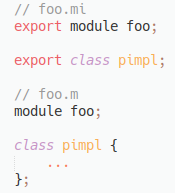 // foo.mi
export module foo;
export class pimpl;
// foo.m
module foo;
class pimpl {
    ...
};